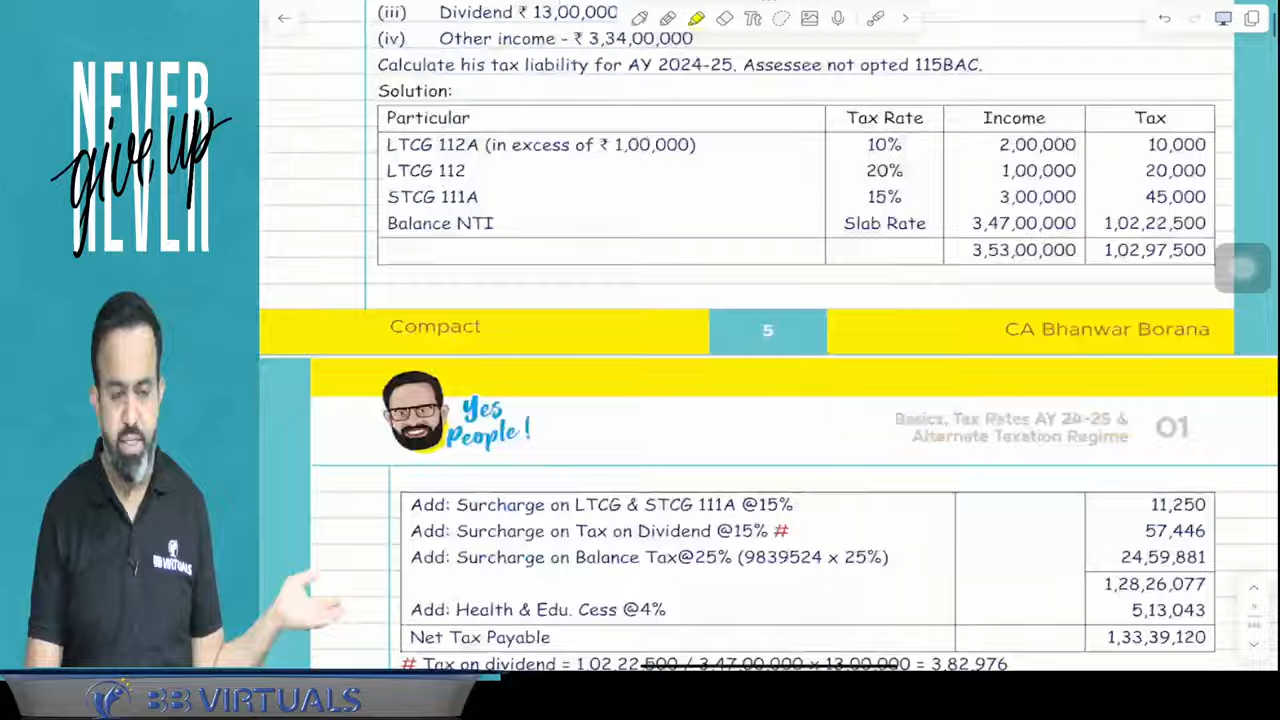 NEVER
give up
NEVER
(iii) Dividend ₹ 13,00,000
(iv) Other income - ₹ 3,34,00,000
Calculate his tax liability for AY 2024-25. Assessee not opted 115BAC.
Solution:
Particular Tax Rate Income Tax
LTCG 112A (in excess of ₹ 1,00,000) 10% 2,00,000 10,000
LTCG 112 20% 1,00,000 20,000
STCG 111A 15% 3,00,000 45,000
Balance NTI Slab Rate 3,47,00,000 1,02,22,500
3,53,00,000 1,02,97,500
Compact 5 CA Bhanwar Borana
Yes
People !
Basics, Tax Rates AY 24-25 &
Alternate Taxation Regime 01
Add: Surcharge on LTCG & STCG 111A @15% 11,250
Add: Surcharge on Tax on Dividend @15% # 57,446
Add: Surcharge on Balance Tax@25% (9839524 x 25%) 24,59,881
1,28,26,077
Add: Health & Edu. Cess @4% 5,13,043
Net Tax Payable 1,33,39,120
# Tax on dividend = 1,02,22,500 / 3,47,00,000 x 13,00,000 = 3,82,976
BB VIRTUALS
BB VIRTUALS